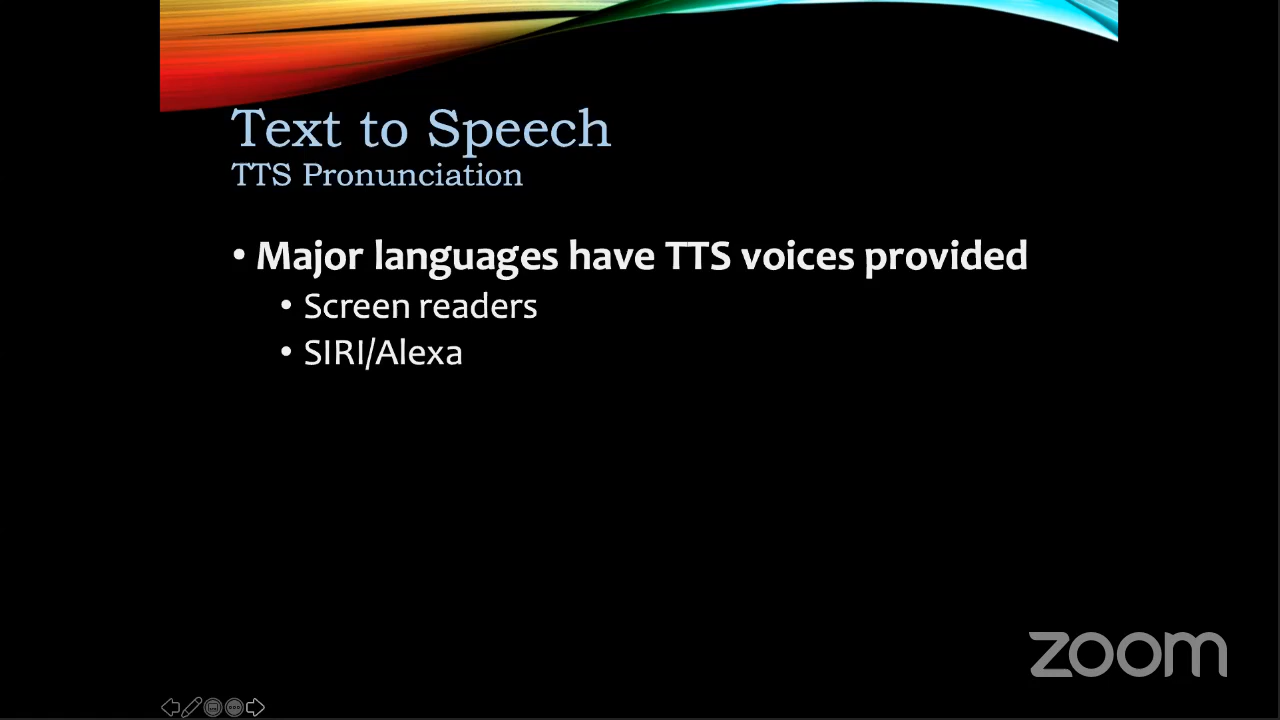 Text to Speech
TTS Pronunciation
• Major languages have TTS voices provided
• Screen readers
• SIRI/Alexa
zoom